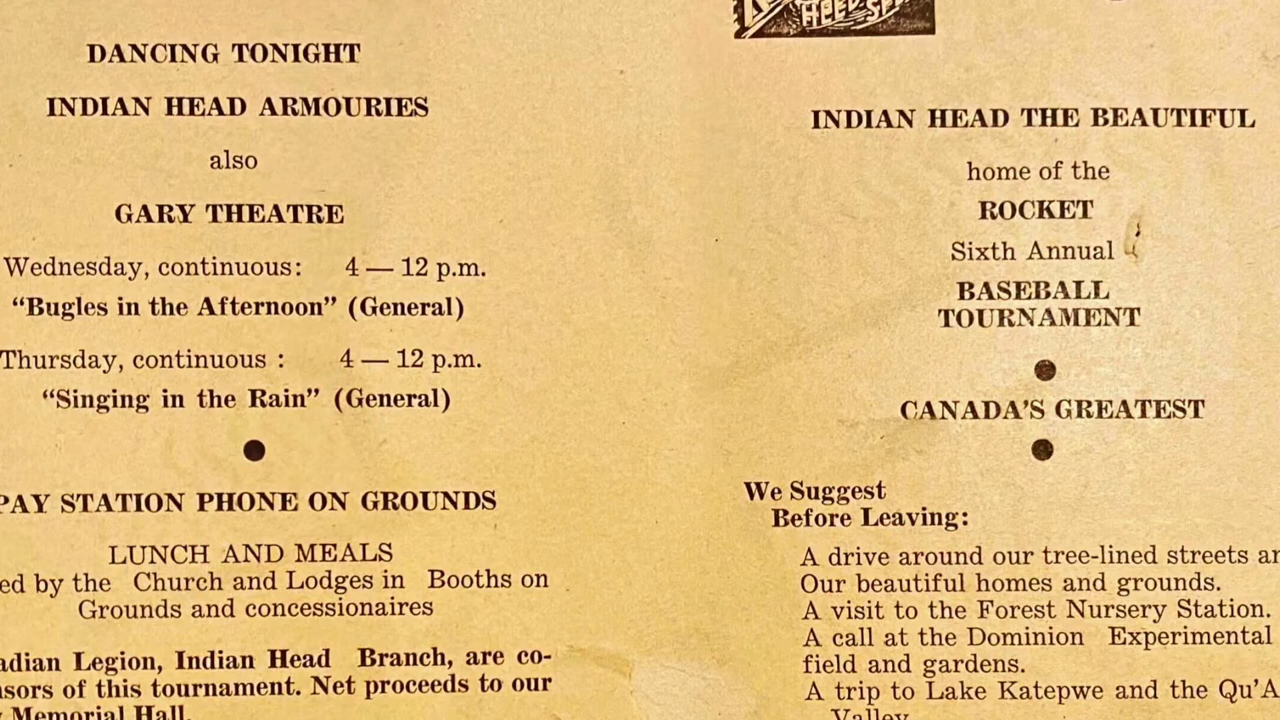 DANCING TONIGHT
INDIAN HEAD ARMOURIES
also
GARY THEATRE
Wednesday, continuous: 4 — 12 p.m.
“Bugles in the Afternoon” (General)
Thursday, continuous : 4 — 12 p.m.
“Singing in the Rain” (General)
PAY STATION PHONE ON GROUNDS
LUNCH AND MEALS
ed by the Church and Lodges in Booths on
Grounds and concessionaires
adian Legion, Indian Head Branch, are co-
nsors of this tournament. Net proceeds to our
Memorial Hall.
INDIAN HEAD THE BEAUTIFUL
home of the
ROCKET
Sixth Annual
BASEBALL
TOURNAMENT
CANADA'S GREATEST
We Suggest
Before Leaving:
A drive around our tree-lined streets an
Our beautiful homes and grounds.
A visit to the Forest Nursery Station.
A call at the Dominion Experimental
field and gardens.
A trip to Lake Katepwe and the Qu'A
Valley